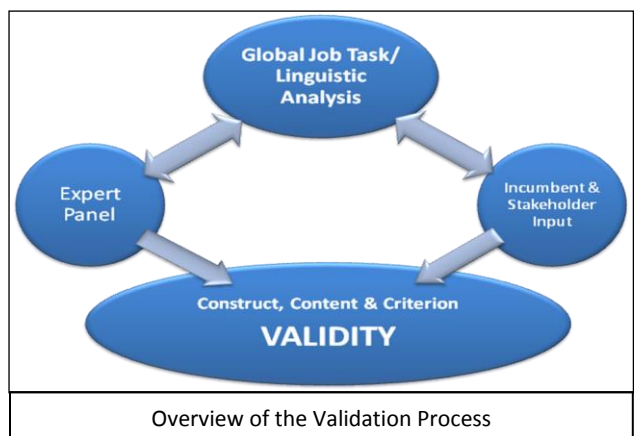 Global Job Task/
Linguistic
Analysis
Expert
Panel
Incumbent &
Stakeholder
Input
Construct, Content & Criterion
VALIDITY
Overview of the Validation Process